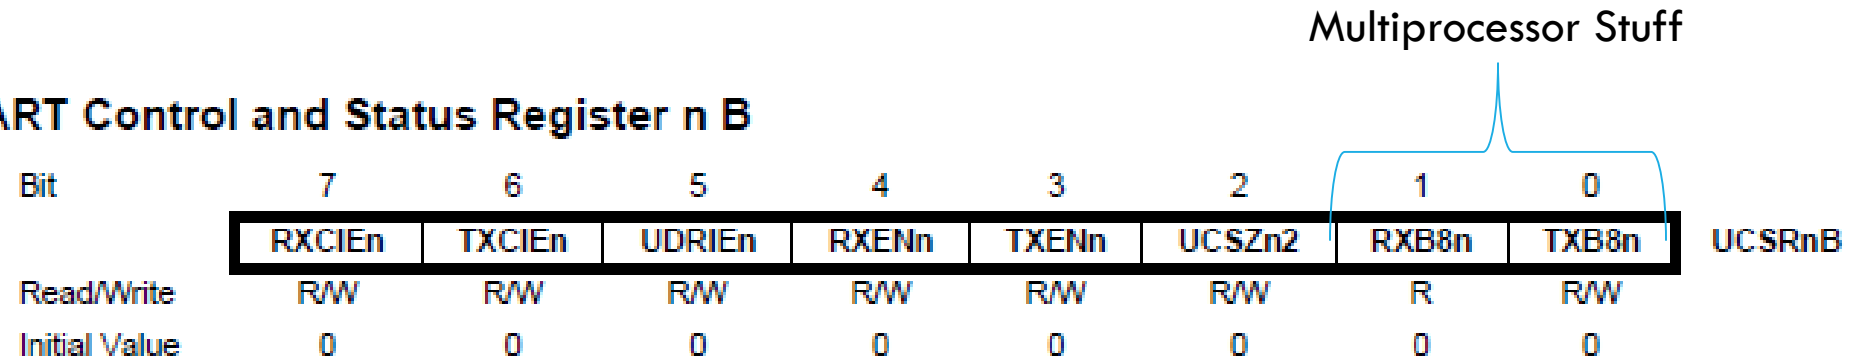 Multiprocessor Stuff
ART Control and Status Register n B
Bit 7 6 5 4 3 2 1 0
RXCIEn TXCIEn UDRIEn RXENn TXENn UCSZn2 RXB8n TXB8n UCSRnB
Read/Write R/W R/W R/W R/W R/W R/W R R/W
Initial Value 0 0 0 0 0 0 0 0